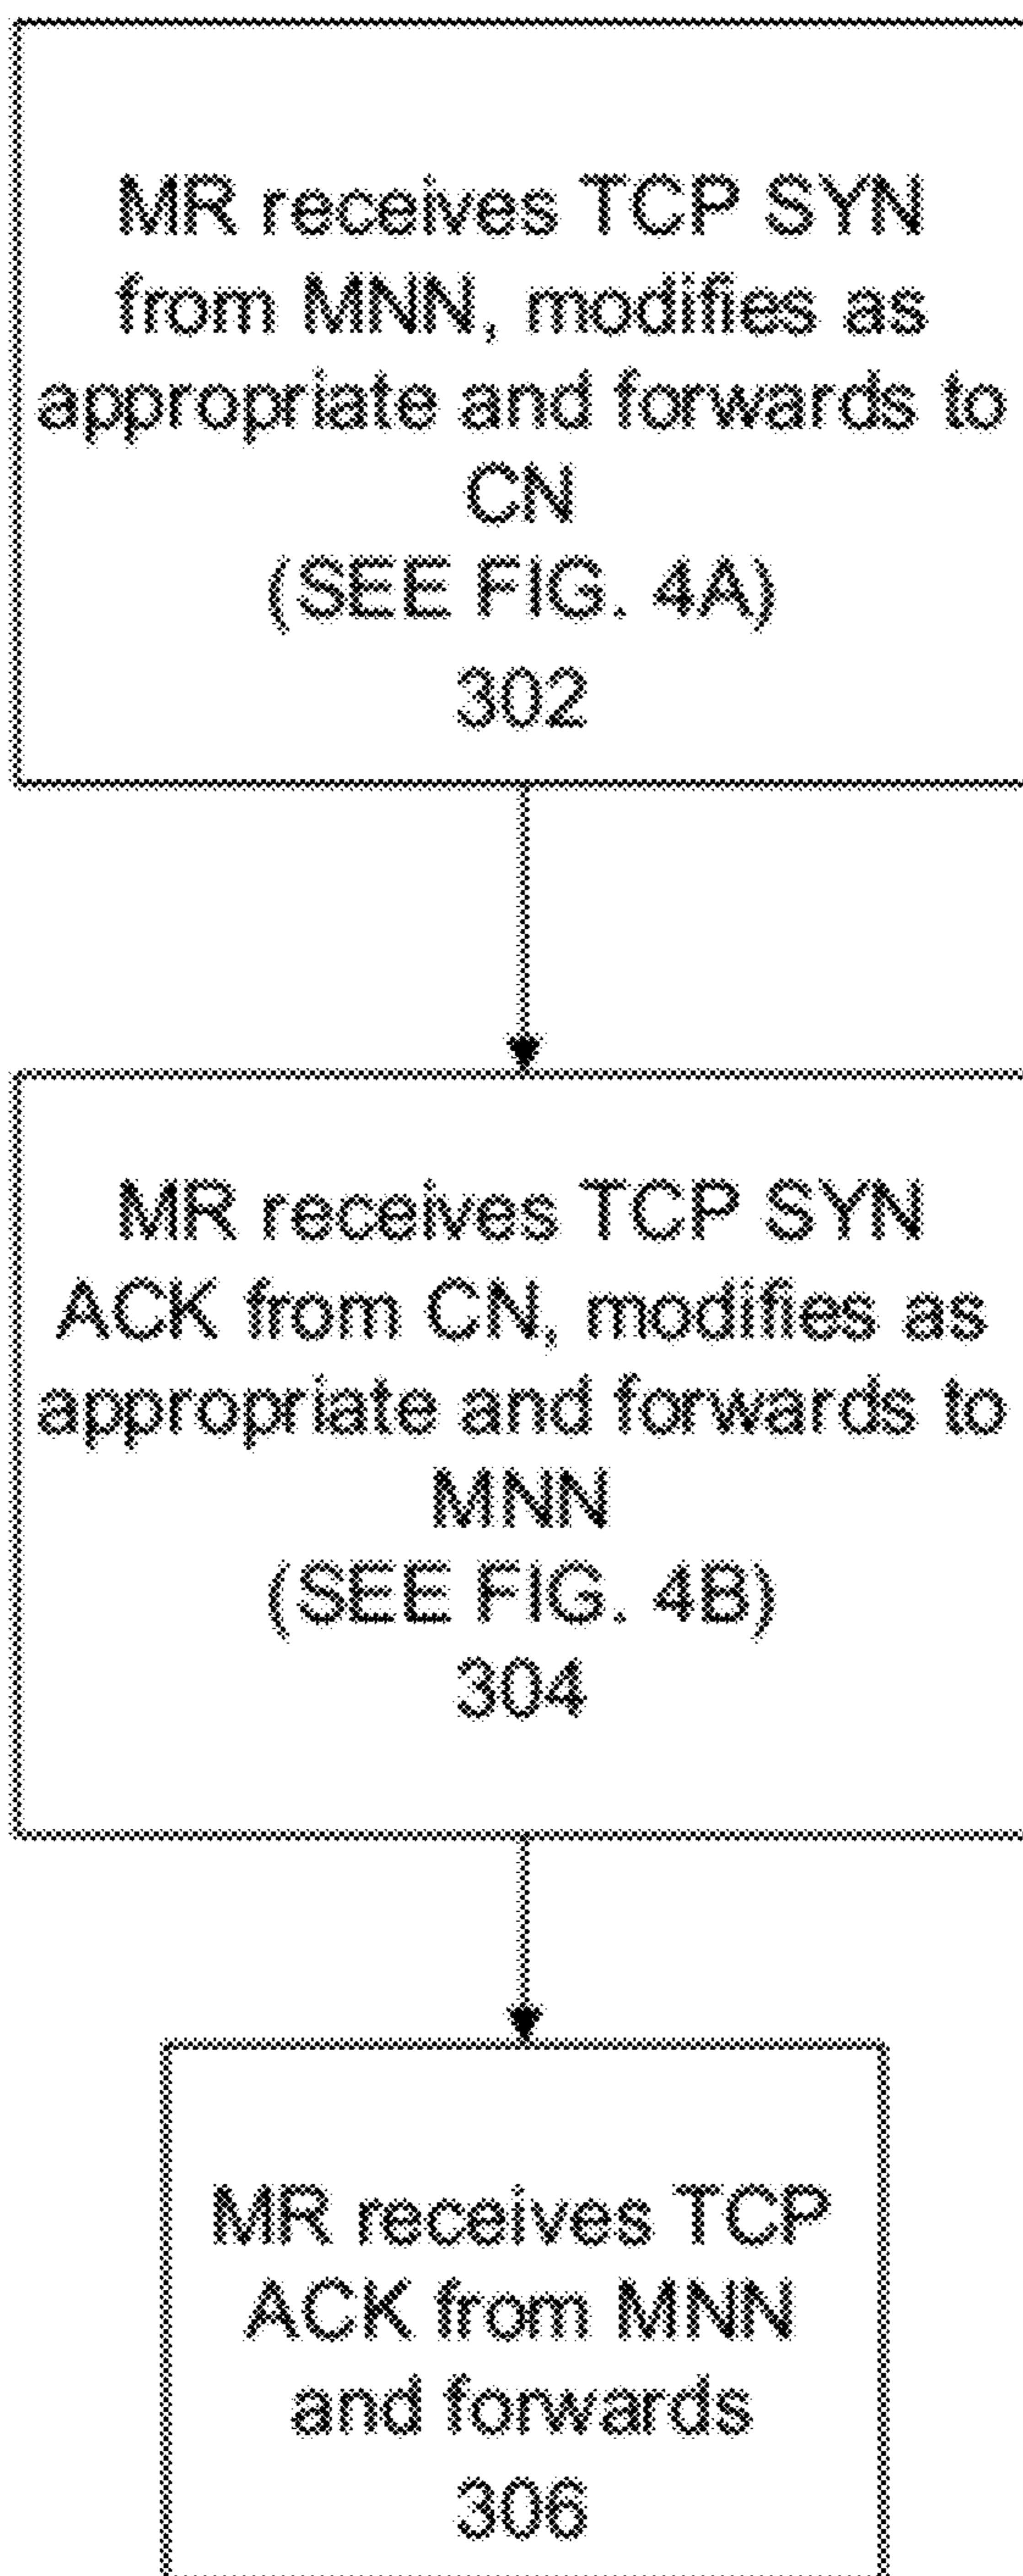 MR receives TCP SYN
from MNN, modifies as
appropriate and forwards to
CN
(SEE FIG. 4A)
302
MR receives TCP SYN
ACK from CN, modifies as
appropriate and forwards to
MNN
(SEE FIG. 4B)
304
MR receives TCP
ACK from MNN
and forwards
306